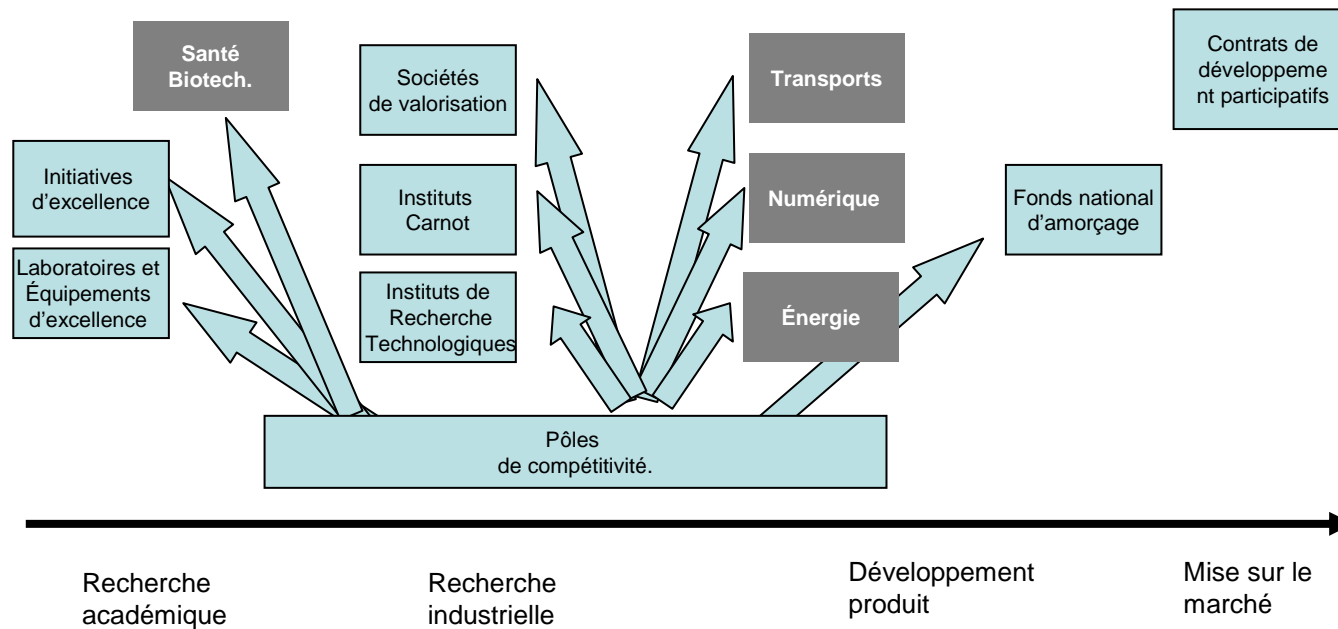 Santé
Biotech.
Initiatives
d’excellence
Laboratoires et
Équipements
d’excellence
Sociétés
de valorisation
Instituts
Carnot
Instituts de
Recherche
Technologiques
Transports
Numérique
Énergie
Fonds national
d’amorçage
Contrats de
développeme
nt participatifs
Pôles
de compétitivité.
Recherche
académique
Recherche
industrielle
Développement
produit
Mise sur le
marché